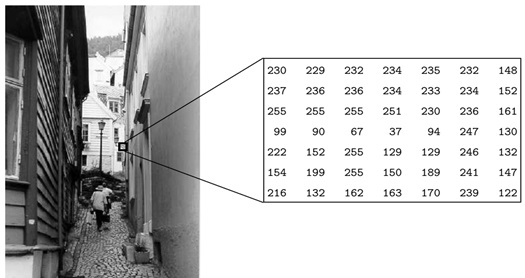 230 229 232 234 235 232 148
237 236 236 234 233 234 152
255 255 255 251 230 236 161
99 90 67 37 94 247 130
222 152 255 129 129 246 132
154 199 255 150 189 241 147
216 132 162 163 170 239 122